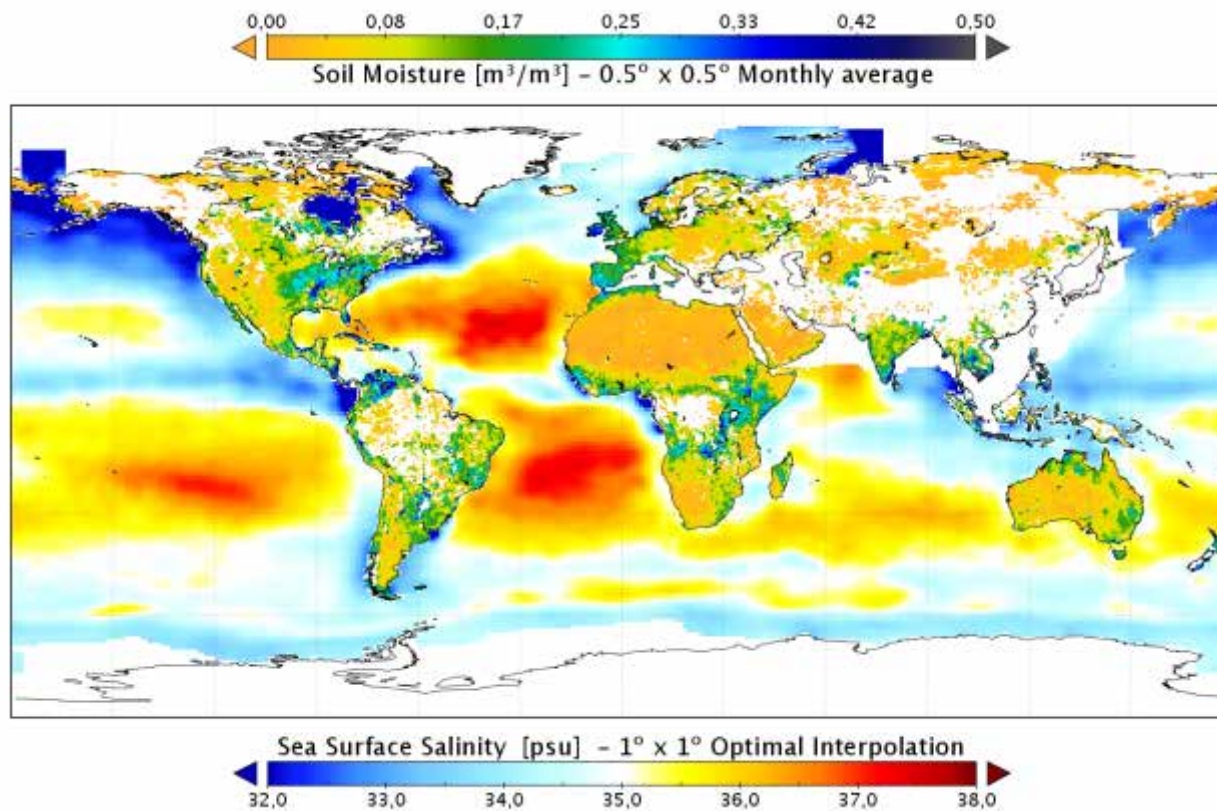 0,00 0,08 0,17 0,25 0,33 0,42 0,50
Soil Moisture [m³/m³] – 0.5° x 0.5° Monthly average
Sea Surface Salinity [psu] – 1° x 1° Optimal Interpolation
32,0 33,0 34,0 35,0 36,0 37,0 38,0